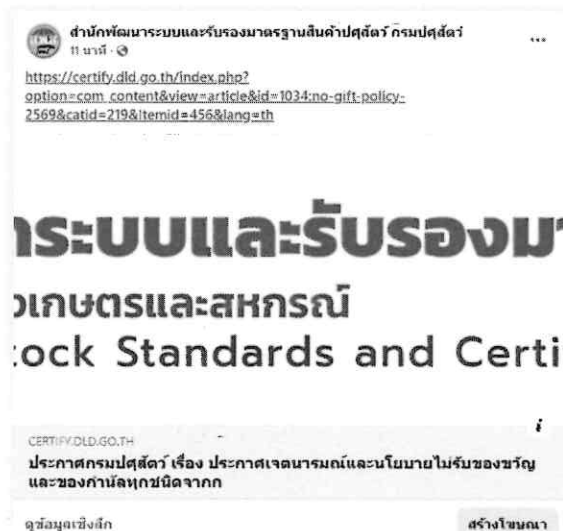 สำนักพัฒนาระบบและรับรองมาตรฐานสินค้าปศุสัตว์ กรมปศุสัตว์
11 นาที ·
https://certify.dld.go.th/index.php?
option=com_content&view=article&id=1034:no-gift-policy-
2569&catid=219&Itemid=456&lang=th
าระบบและรับรองมา
งเกษตรและสหกรณ์
tock Standards and Certi
CERTIFY.DLD.GO.TH
ประกาศกรมปศุสัตว์ เรื่อง ประกาศเจตนารมณ์และนโยบายไม่รับของขวัญ
และของกำนัลทุกชนิดจากก
ดูข้อมูลเชิงลึก
สร้างโฆษณา